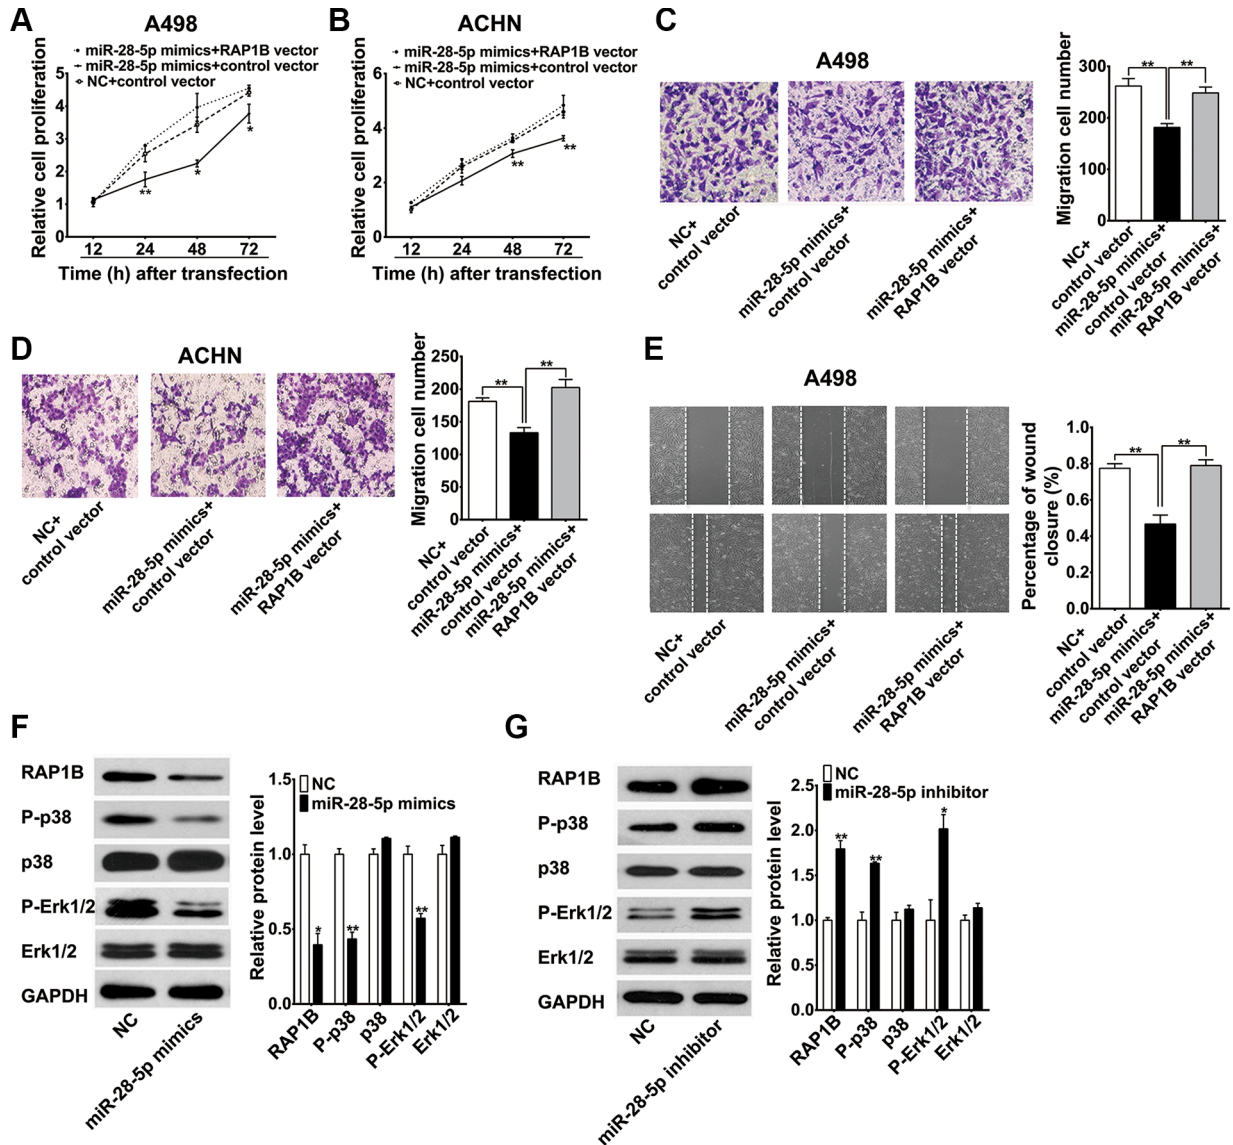 A
A498
miR-28-5p mimics+RAP1B vector
miR-28-5p mimics+control vector
NC+control vector
Relative cell proliferation
5
4
3
2
1
0
**
*
*
12 24 48 72
Time (h) after transfection
B
ACHN
miR-28-5p mimics+RAP1B vector
miR-28-5p mimics+control vector
NC+control vector
Relative cell proliferation
6
4
2
0
**
**
12 24 48 72
Time (h) after transfection
C
A498
NC+
control vector
miR-28-5p mimics+
control vector
miR-28-5p mimics+
RAP1B vector
Migration cell number
300
200
100
0
** **
NC+
control vector
miR-28-5p mimics+
control vector
miR-28-5p mimics+
RAP1B vector
D
ACHN
NC+
control vector
miR-28-5p mimics+
control vector
miR-28-5p mimics+
RAP1B vector
Migration cell number
250
200
150
100
50
0
** **
NC+
control vector
miR-28-5p mimics+
control vector
miR-28-5p mimics+
RAP1B vector
E
A498
NC+
control vector
miR-28-5p mimics+
control vector
miR-28-5p mimics+
RAP1B vector
Percentage of wound
closure (%)
1.0
0.8
0.6
0.4
0.2
0.0
** **
NC+
control vector
miR-28-5p mimics+
control vector
miR-28-5p mimics+
RAP1B vector
F
RAP1B
P-p38
p38
P-Erk1/2
Erk1/2
GAPDH
NC
miR-28-5p mimics
Relative protein level
1.5
1.0
0.5
0.0
NC
miR-28-5p mimics
* ** **
RAP1B
P-p38
p38
P-Erk1/2
Erk1/2
G
RAP1B
P-p38
p38
P-Erk1/2
Erk1/2
GAPDH
NC
miR-28-5p inhibitor
Relative protein level
2.5
2.0
1.5
1.0
0.5
0.0
NC
miR-28-5p inhibitor
** ** *
RAP1B
P-p38
p38
P-Erk1/2
Erk1/2